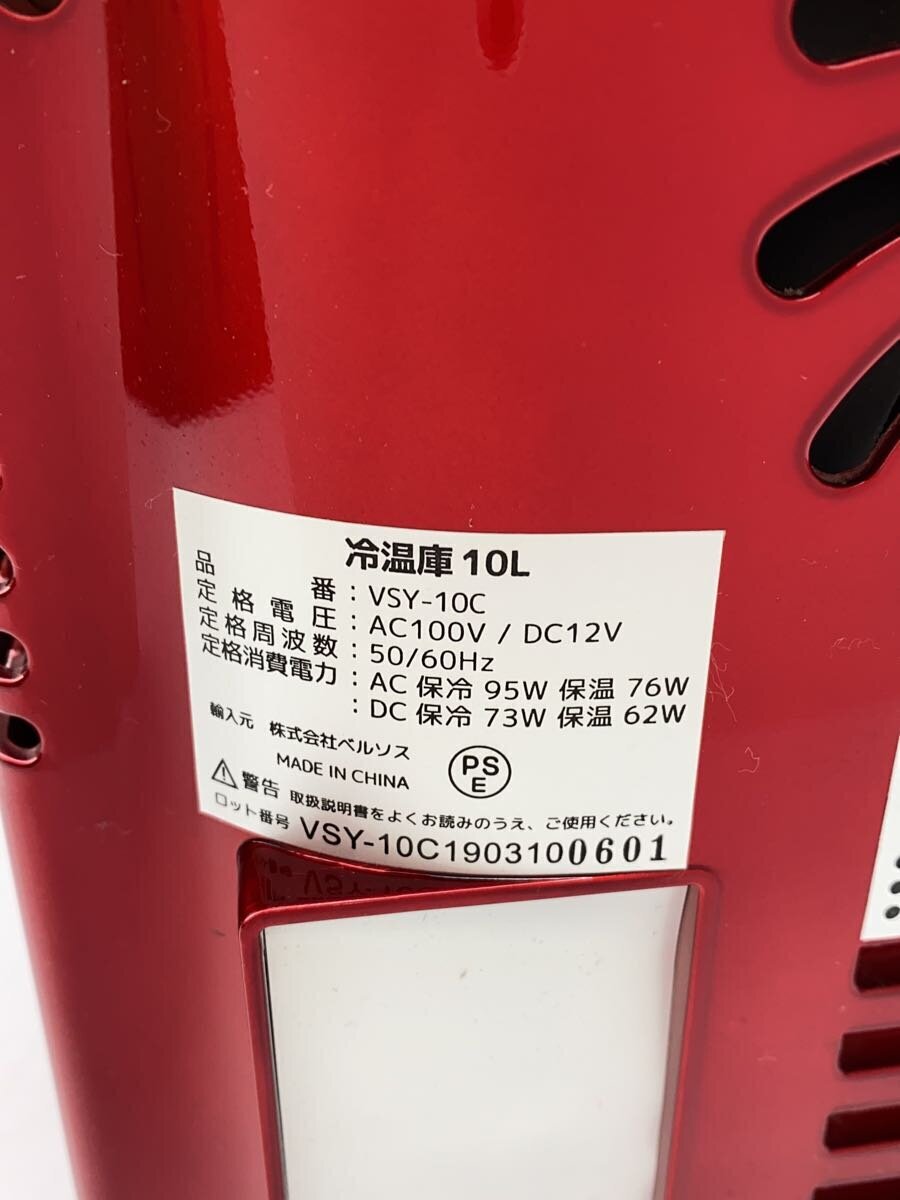 冷温庫 10L
品番 : VSY-10C
定格電圧 : AC100V / DC12V
定格周波数 : 50/60Hz
定格消費電力 : AC 保冷 95W 保温 76W
: DC 保冷 73W 保温 62W
輸入元 株式会社ベルソス
MADE IN CHINA
PSE
警告 取扱説明書をよくお読みのうえ、ご使用ください。
ロット番号 VSY-10C1903100601